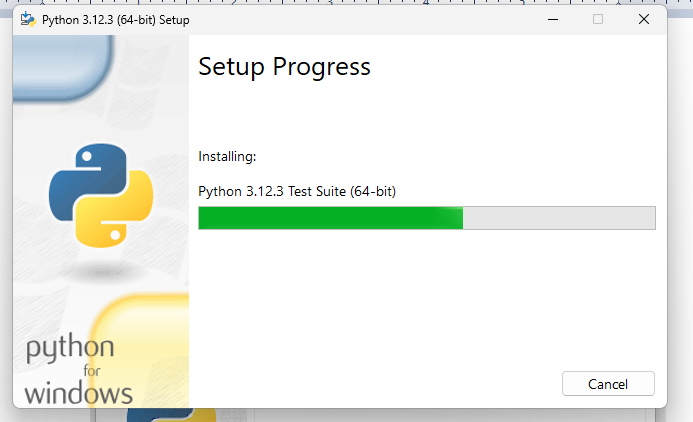 Python 3.12.3 (64-bit) Setup
Setup Progress
Installing:
Python 3.12.3 Test Suite (64-bit)
python
for
windows
Cancel